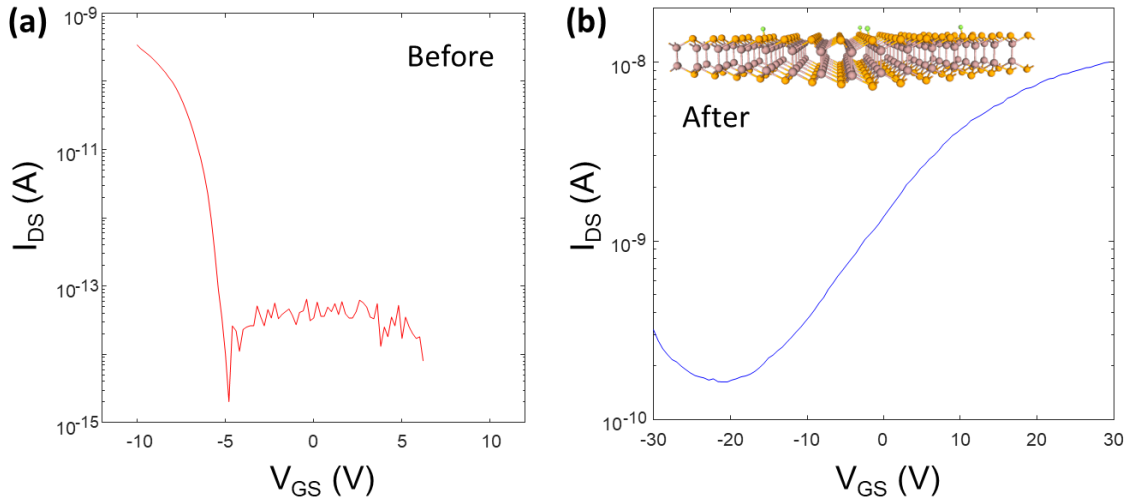 (a)
Before
10⁻⁹
10⁻¹¹
10⁻¹³
10⁻¹⁵
I_DS (A)
-10 -5 0 5 10
V_GS (V)
(b)
After
10⁻⁸
10⁻⁹
10⁻¹⁰
I_DS (A)
-30 -20 -10 0 10 20 30
V_GS (V)